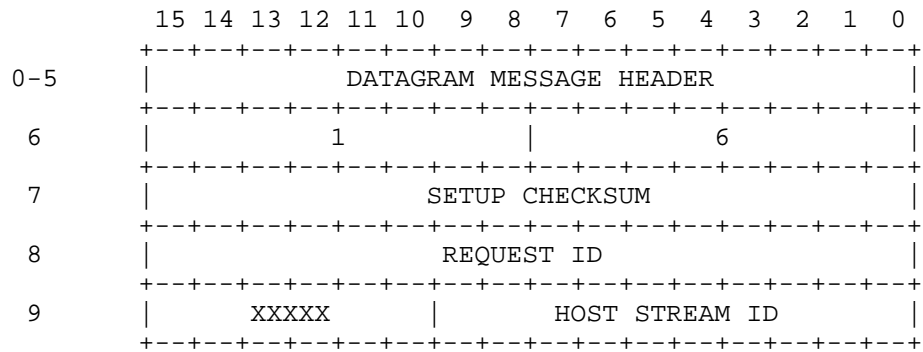 15 14 13 12 11 10 9 8 7 6 5 4 3 2 1 0
+--+--+--+--+--+--+--+--+--+--+--+--+--+--+--+--+
0-5 | DATAGRAM MESSAGE HEADER |
+--+--+--+--+--+--+--+--+--+--+--+--+--+--+--+--+
6 | 1 | 6 |
+--+--+--+--+--+--+--+--+--+--+--+--+--+--+--+--+
7 | SETUP CHECKSUM |
+--+--+--+--+--+--+--+--+--+--+--+--+--+--+--+--+
8 | REQUEST ID |
+--+--+--+--+--+--+--+--+--+--+--+--+--+--+--+--+
9 | XXXXX | HOST STREAM ID |
+--+--+--+--+--+--+--+--+--+--+--+--+--+--+--+--+